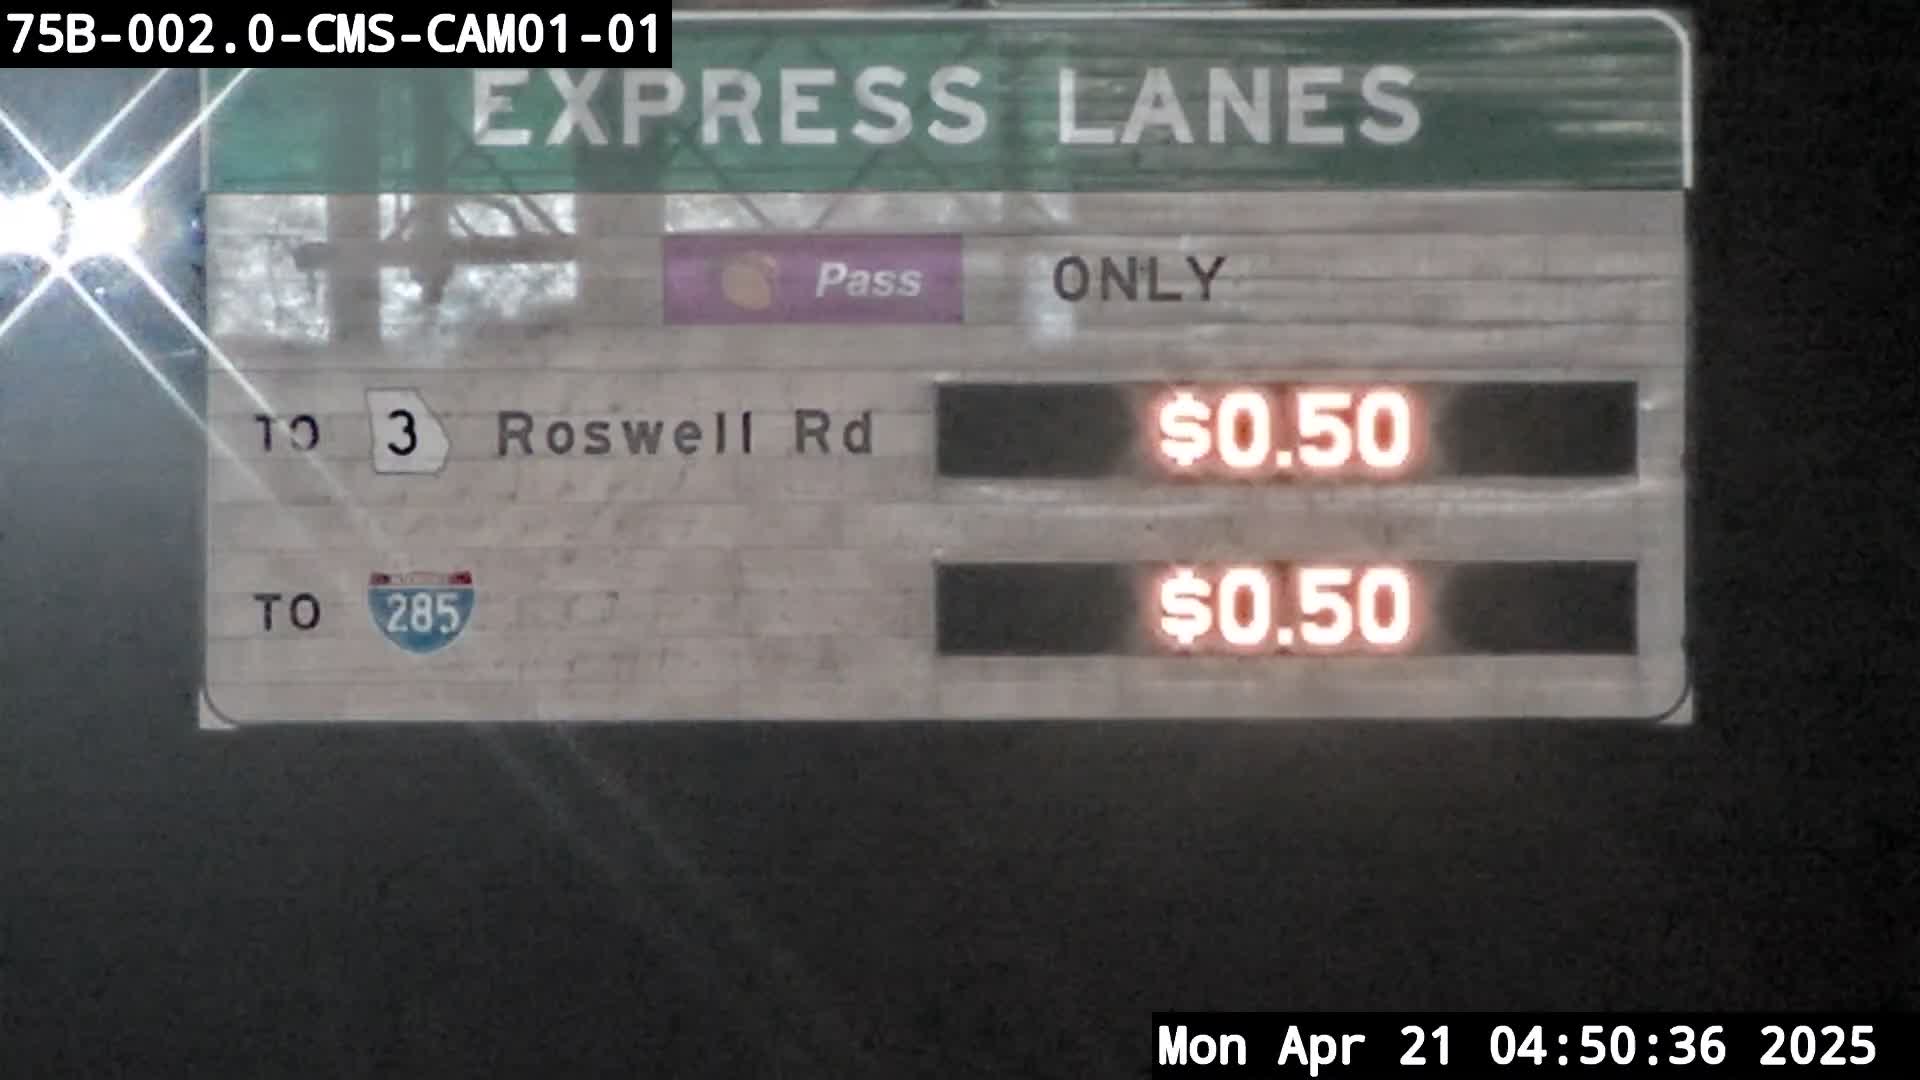 75B-002.0-CMS-CAM01-01
EXPRESS LANES
Pass ONLY
TO 3 Roswell Rd $0.50
TO 285 $0.50
Mon Apr 21 04:50:36 2025